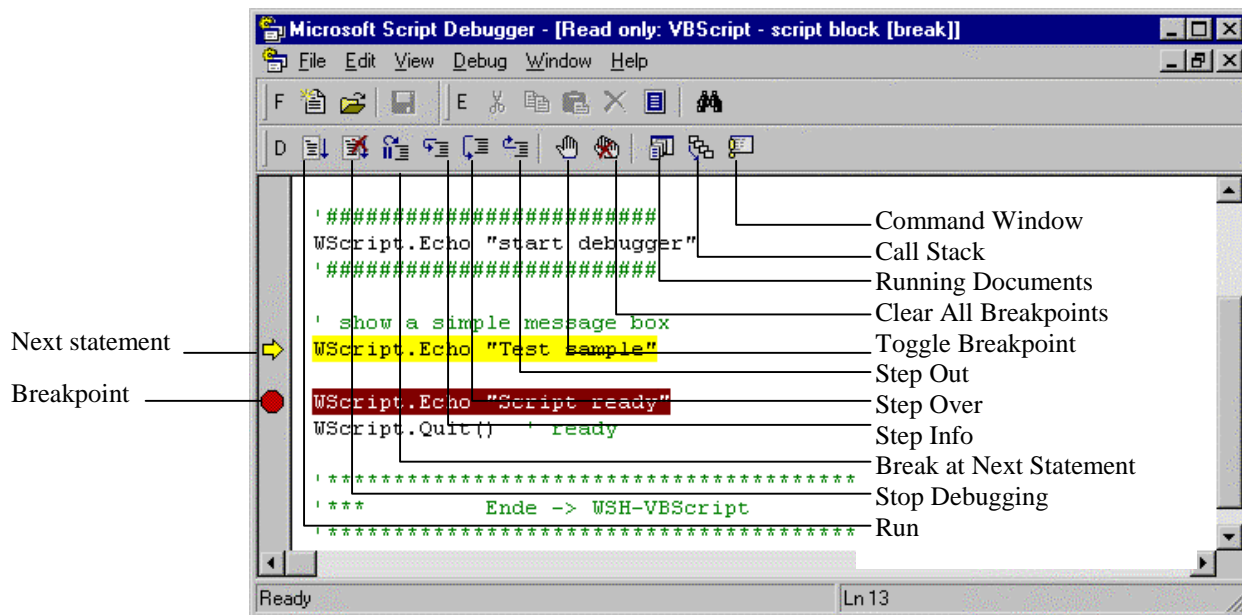 Microsoft Script Debugger - [Read only: VBScript - script block [break]]
File Edit View Debug Window Help
F E
D
'#########################
WScript.Echo "start debugger"
'#########################
' show a simple message box
WScript.Echo "Test sample"
WScript.Echo "Script ready"
WScript.Quit() ' ready
'****************************************
'*** Ende -> WSH-VBScript
'****************************************
Next statement
Breakpoint
Command Window
Call Stack
Running Documents
Clear All Breakpoints
Toggle Breakpoint
Step Out
Step Over
Step Info
Break at Next Statement
Stop Debugging
Run
Ready Ln 13